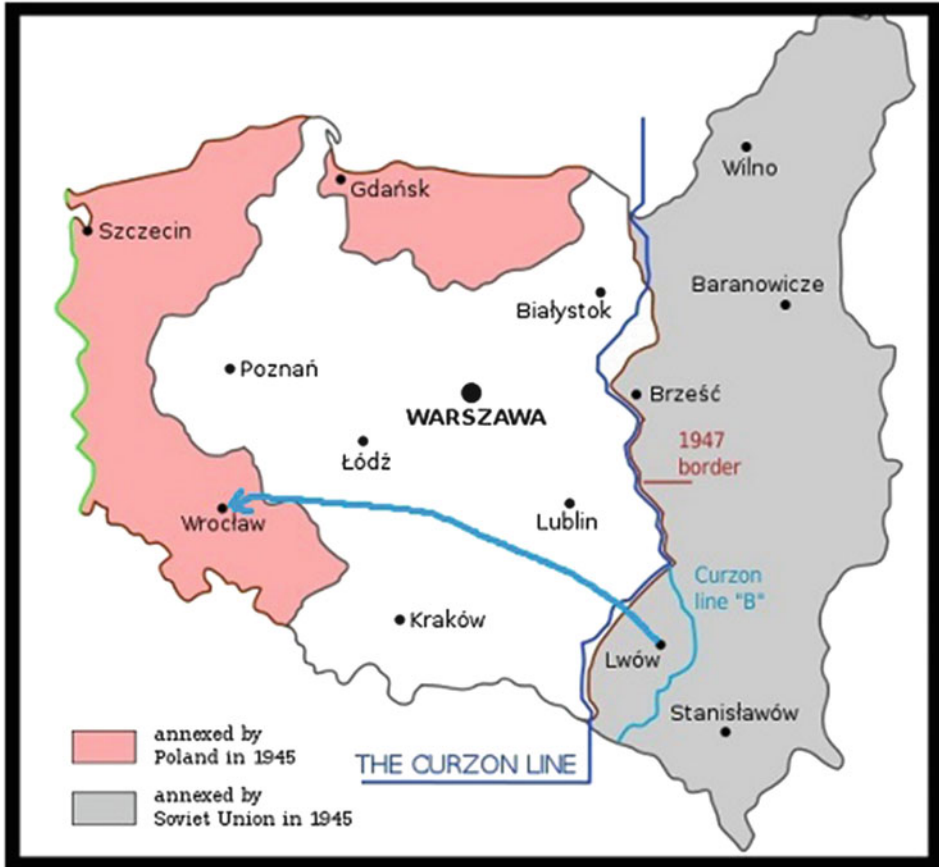 Wilno
Gdańsk
Szczecin
Baranowicze
Białystok
Poznań
Brześć
WARSZAWA
1947
border
Łódź
Wrocław
Lublin
Curzon
line "B"
Kraków
Lwów
Stanisławów
annexed by
Poland in 1945
THE CURZON LINE
annexed by
Soviet Union in 1945